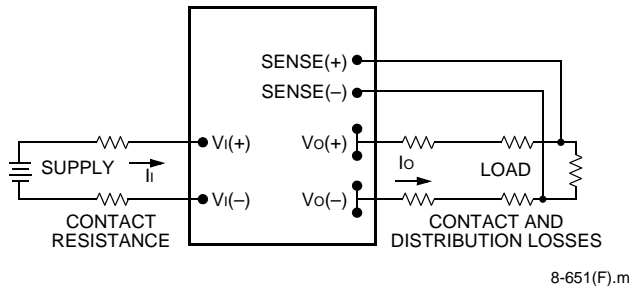 SENSE(+)
SENSE(–)
VI(+)
VO(+)
SUPPLY
II
IO
LOAD
VI(–)
VO(–)
CONTACT
RESISTANCE
CONTACT AND
DISTRIBUTION LOSSES
8-651(F).m